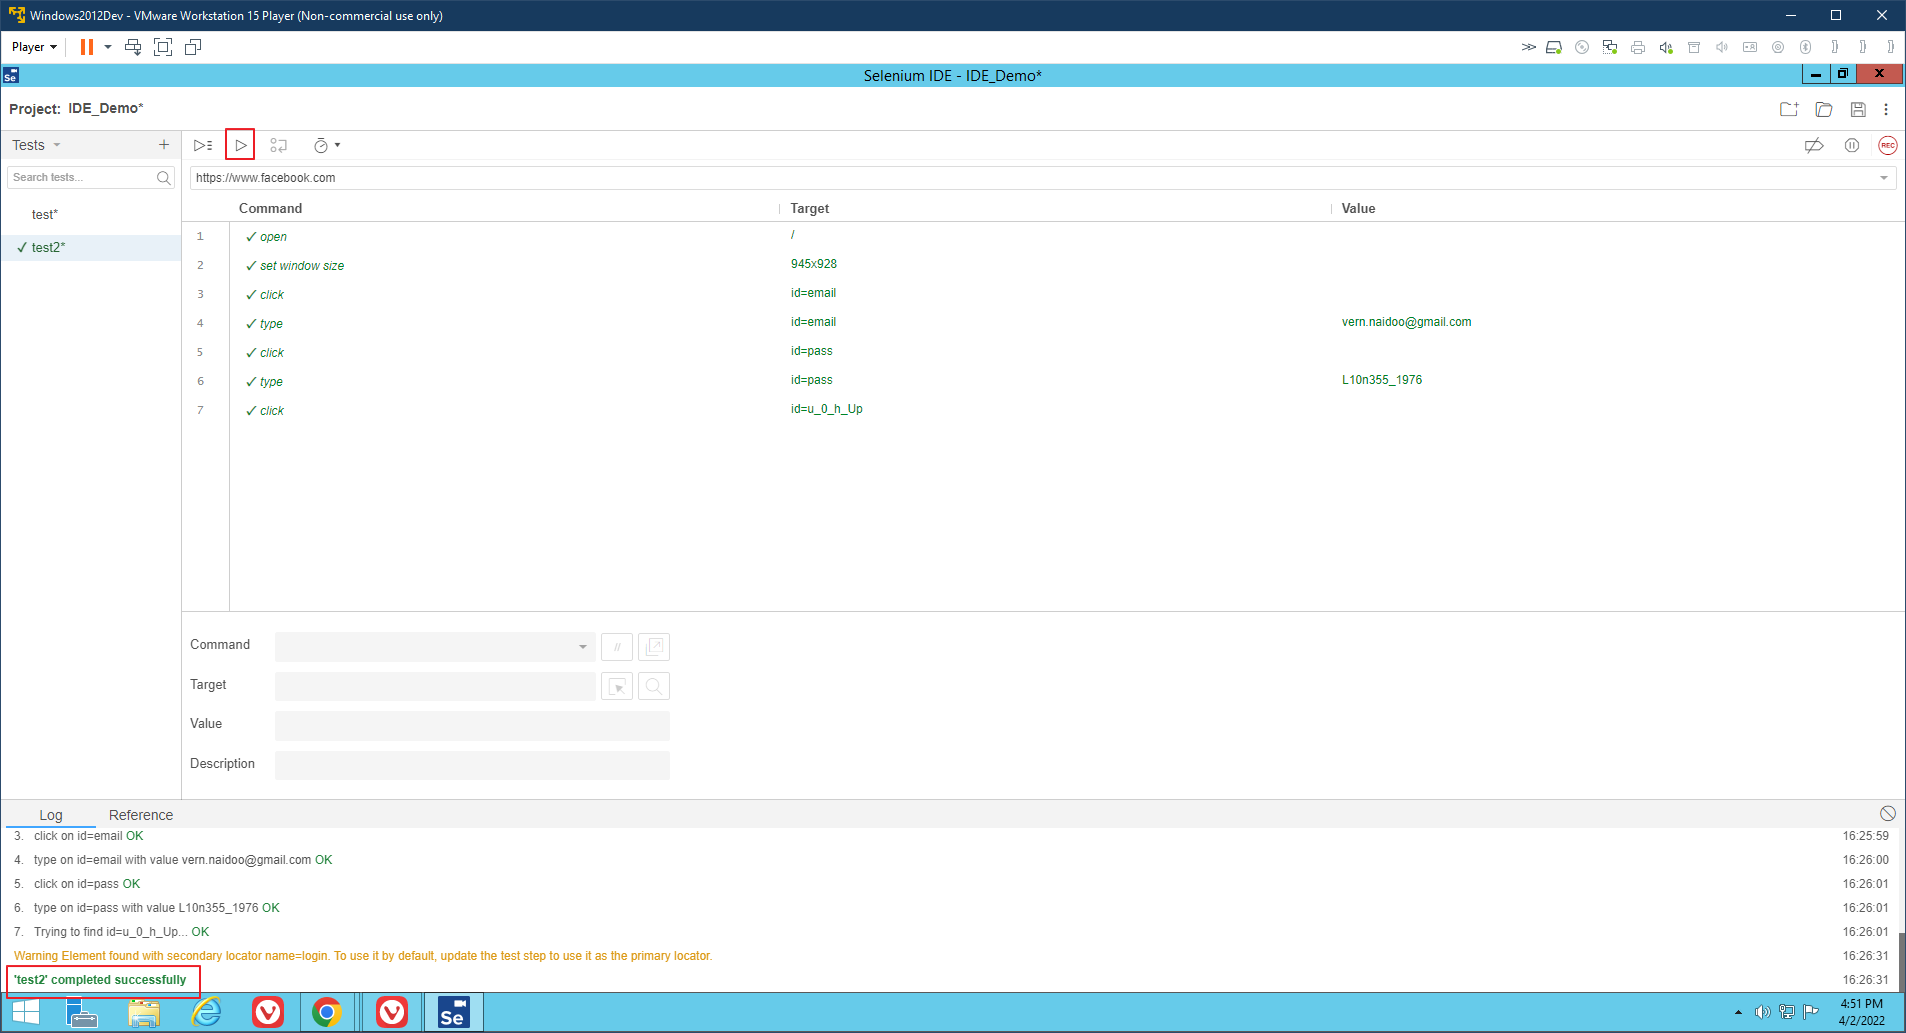 Windows2012Dev - VMware Workstation 15 Player (Non-commercial use only)
Player
Se
Selenium IDE - IDE_Demo*
Project: IDE_Demo*
Tests
REC
Search tests...
https://www.facebook.com
Command Target Value
test*
test2*
1 open /
2 set window size 945x928
3 click id=email
4 type id=email vern.naidoo@gmail.com
5 click id=pass
6 type id=pass L10n355_1976
7 click id=u_0_h_Up
Command
//
Target
Value
Description
Log Reference
3. click on id=email OK 16:25:59
4. type on id=email with value vern.naidoo@gmail.com OK 16:26:00
5. click on id=pass OK 16:26:01
6. type on id=pass with value L10n355_1976 OK 16:26:01
7. Trying to find id=u_0_h_Up... OK 16:26:01
Warning Element found with secondary locator name=login. To use it by default, update the test step to use it as the primary locator. 16:26:31
'test2' completed successfully 16:26:31
Se
4:51 PM
4/2/2022